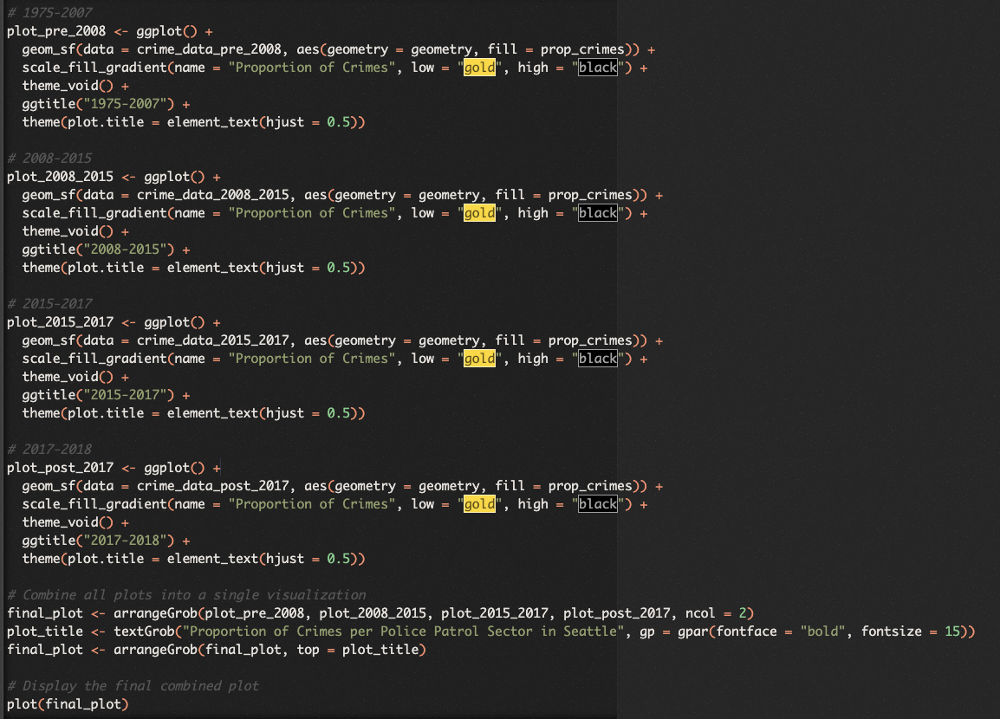 # 1975-2007
plot_pre_2008 <- ggplot() +
  geom_sf(data = crime_data_pre_2008, aes(geometry = geometry, fill = prop_crimes)) +
  scale_fill_gradient(name = "Proportion of Crimes", low = "gold", high = "black") +
  theme_void() +
  ggtitle("1975-2007") +
  theme(plot.title = element_text(hjust = 0.5))

# 2008-2015
plot_2008_2015 <- ggplot() +
  geom_sf(data = crime_data_2008_2015, aes(geometry = geometry, fill = prop_crimes)) +
  scale_fill_gradient(name = "Proportion of Crimes", low = "gold", high = "black") +
  theme_void() +
  ggtitle("2008-2015") +
  theme(plot.title = element_text(hjust = 0.5))

# 2015-2017
plot_2015_2017 <- ggplot() +
  geom_sf(data = crime_data_2015_2017, aes(geometry = geometry, fill = prop_crimes)) +
  scale_fill_gradient(name = "Proportion of Crimes", low = "gold", high = "black") +
  theme_void() +
  ggtitle("2015-2017") +
  theme(plot.title = element_text(hjust = 0.5))

# 2017-2018
plot_post_2017 <- ggplot() +
  geom_sf(data = crime_data_post_2017, aes(geometry = geometry, fill = prop_crimes)) +
  scale_fill_gradient(name = "Proportion of Crimes", low = "gold", high = "black") +
  theme_void() +
  ggtitle("2017-2018") +
  theme(plot.title = element_text(hjust = 0.5))

# Combine all plots into a single visualization
final_plot <- arrangeGrob(plot_pre_2008, plot_2008_2015, plot_2015_2017, plot_post_2017, ncol = 2)
plot_title <- textGrob("Proportion of Crimes per Police Patrol Sector in Seattle", gp = gpar(fontface = "bold", fontsize = 15))
final_plot <- arrangeGrob(final_plot, top = plot_title)

# Display the final combined plot
plot(final_plot)